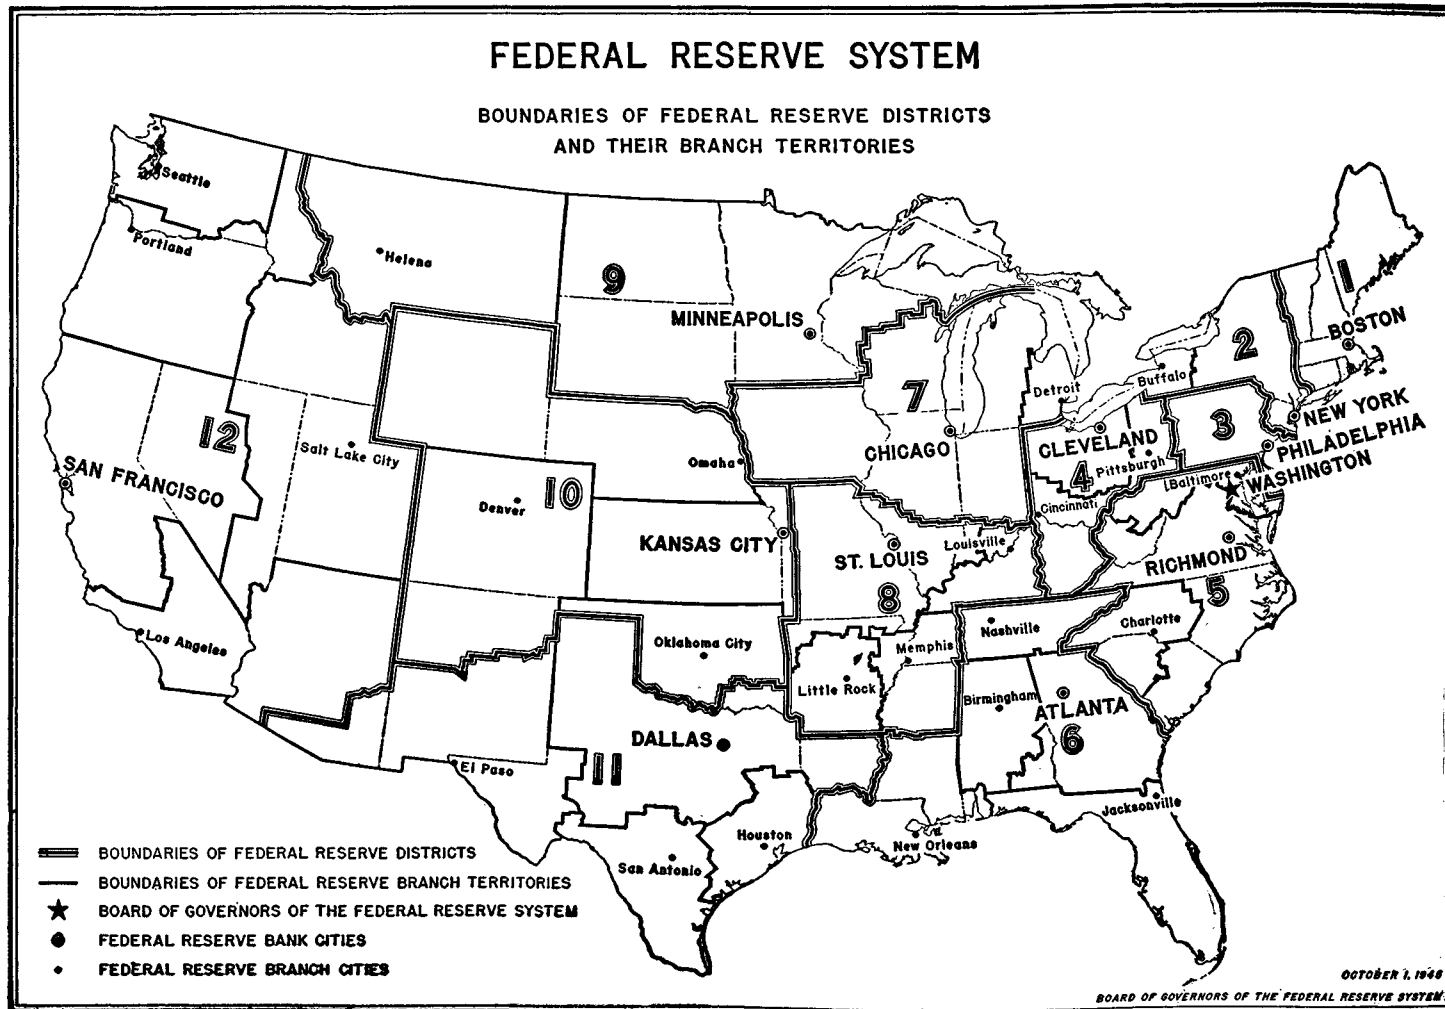 FEDERAL RESERVE SYSTEM
BOUNDARIES OF FEDERAL RESERVE DISTRICTS
AND THEIR BRANCH TERRITORIES
Seattle
Portland
Helena
9
MINNEAPOLIS
1
BOSTON
2
Buffalo
Detroit
7
CHICAGO
NEW YORK
3
PHILADELPHIA
WASHINGTON
CLEVELAND
4
Pittsburgh
Baltimore
Cincinnati
12
SAN FRANCISCO
Salt Lake City
Omaha
Denver
10
KANSAS CITY
ST. LOUIS
8
Louisville
RICHMOND
5
Los Angeles
Oklahoma City
Nashville
Charlotte
Memphis
Little Rock
Birmingham
ATLANTA
6
DALLAS
11
El Paso
Houston
San Antonio
New Orleans
Jacksonville
BOUNDARIES OF FEDERAL RESERVE DISTRICTS
BOUNDARIES OF FEDERAL RESERVE BRANCH TERRITORIES
BOARD OF GOVERNORS OF THE FEDERAL RESERVE SYSTEM
FEDERAL RESERVE BANK CITIES
FEDERAL RESERVE BRANCH CITIES
OCTOBER 1, 1948
BOARD OF GOVERNORS OF THE FEDERAL RESERVE SYSTEM